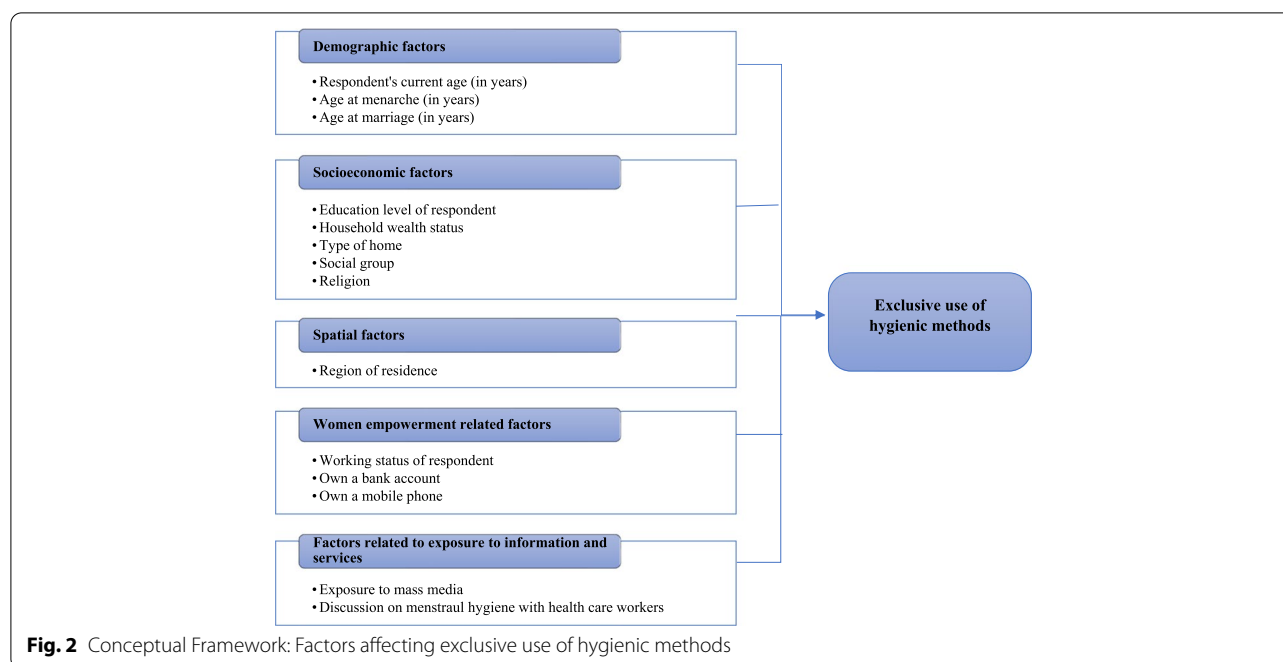 Demographic factors
• Respondent's current age (in years)
• Age at menarche (in years)
• Age at marriage (in years)
Socioeconomic factors
• Education level of respondent
• Household wealth status
• Type of home
• Social group
• Religion
Spatial factors
• Region of residence
Women empowerment related factors
• Working status of respondent
• Own a bank account
• Own a mobile phone
Factors related to exposure to information and
services
• Exposure to mass media
• Discussion on menstraul hygiene with health care workers
Exclusive use of
hygienic methods
Fig. 2 Conceptual Framework: Factors affecting exclusive use of hygienic methods